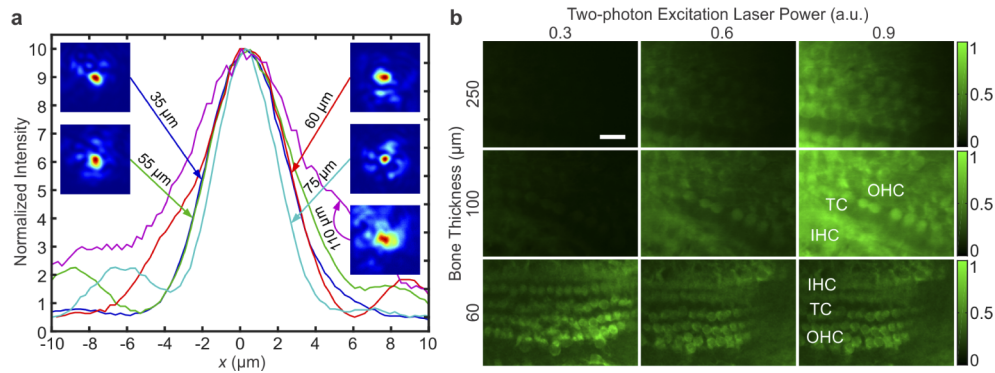 a
Normalized Intensity
10
9
8
7
6
5
4
3
2
1
0
-10 -8 -6 -4 -2 0 2 4 6 8 10
x (µm)
35 µm
55 µm
60 µm
75 µm
110 µm
b
Two-photon Excitation Laser Power (a.u.)
0.3 0.6 0.9
Bone Thickness (µm)
250
100
60
1
0.5
0
OHC
TC
IHC
1
0.5
0
IHC
TC
OHC
1
0.5
0